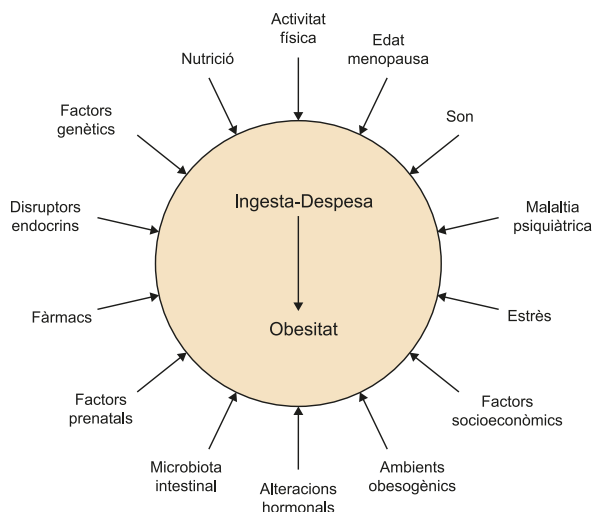 Activitat
física
Edat
menopausa
Nutrició
Son
Factors
genètics
Ingesta-Despesa
Disruptors
endocrins
Malaltia
psiquiàtrica
Fàrmacs
Estrès
Obesitat
Factors
prenatals
Factors
socioeconòmics
Microbiota
intestinal
Alteracions
hormonals
Ambients
obesogènics